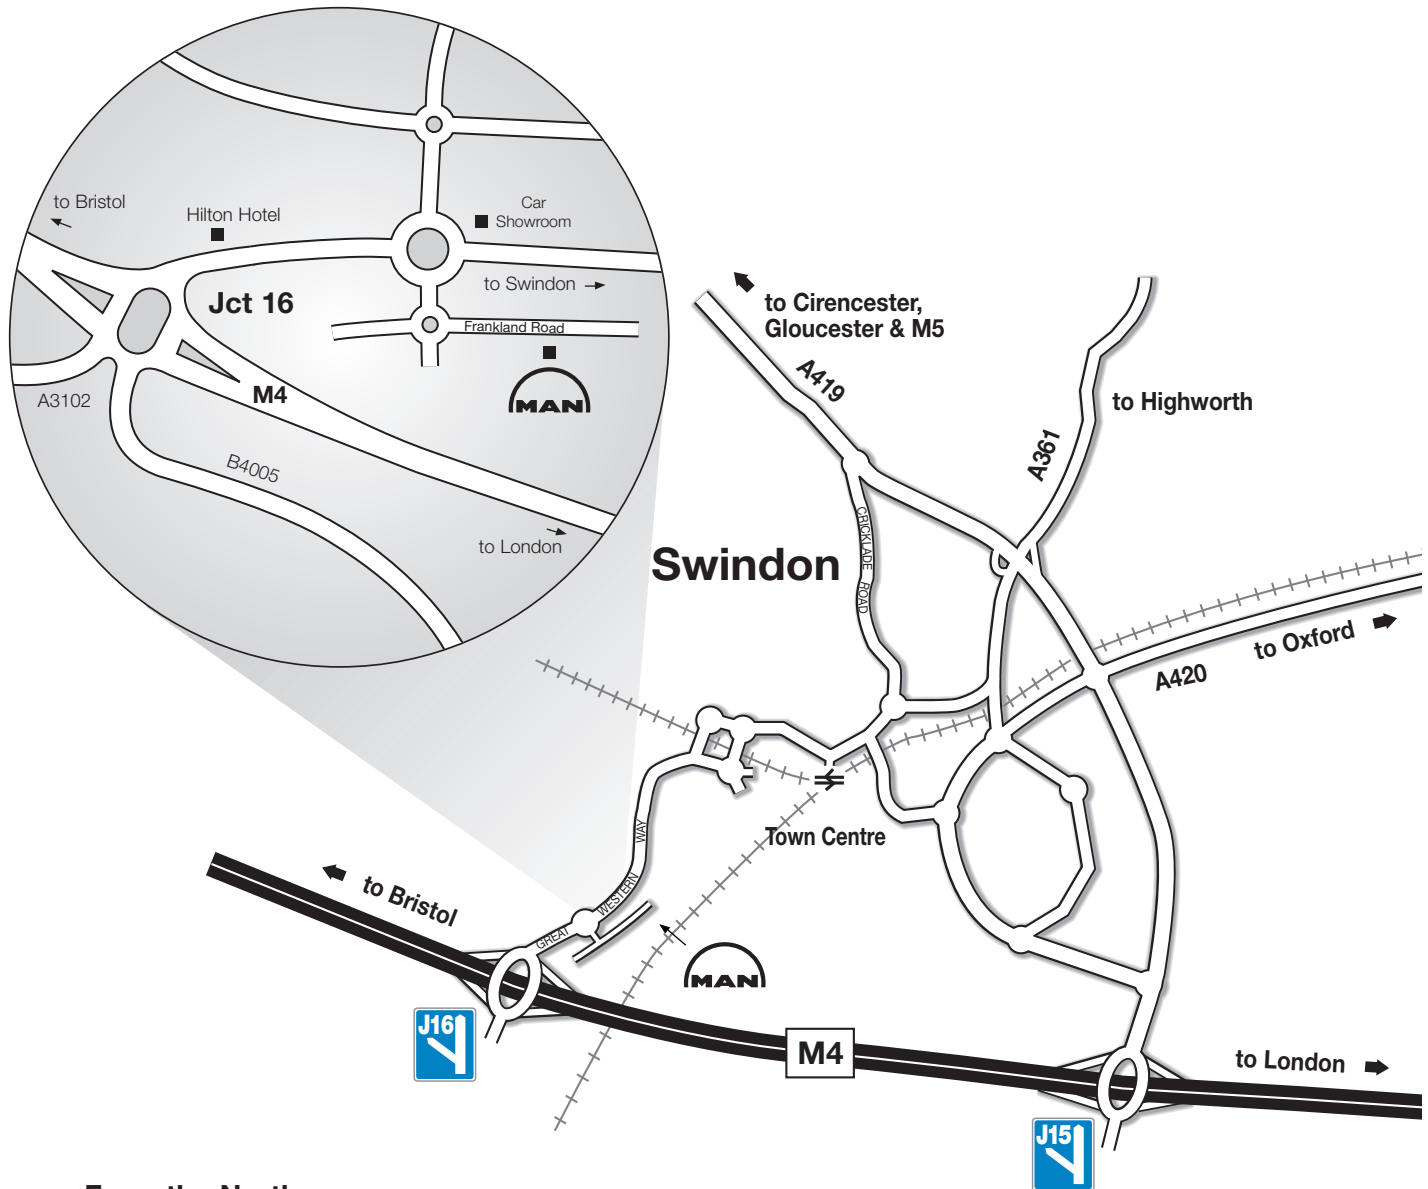 to Bristol
Hilton Hotel
Car
Showroom
to Swindon
Jct 16
Frankland Road
MAN
M4
A3102
B4005
to London
to Cirencester,
Gloucester & M5
A419
to Highworth
A361
CRICKLADE ROAD
Swindon
to Oxford
A420
Town Centre
GREAT WESTERN WAY
to Bristol
MAN
J16
M4
to London
J15